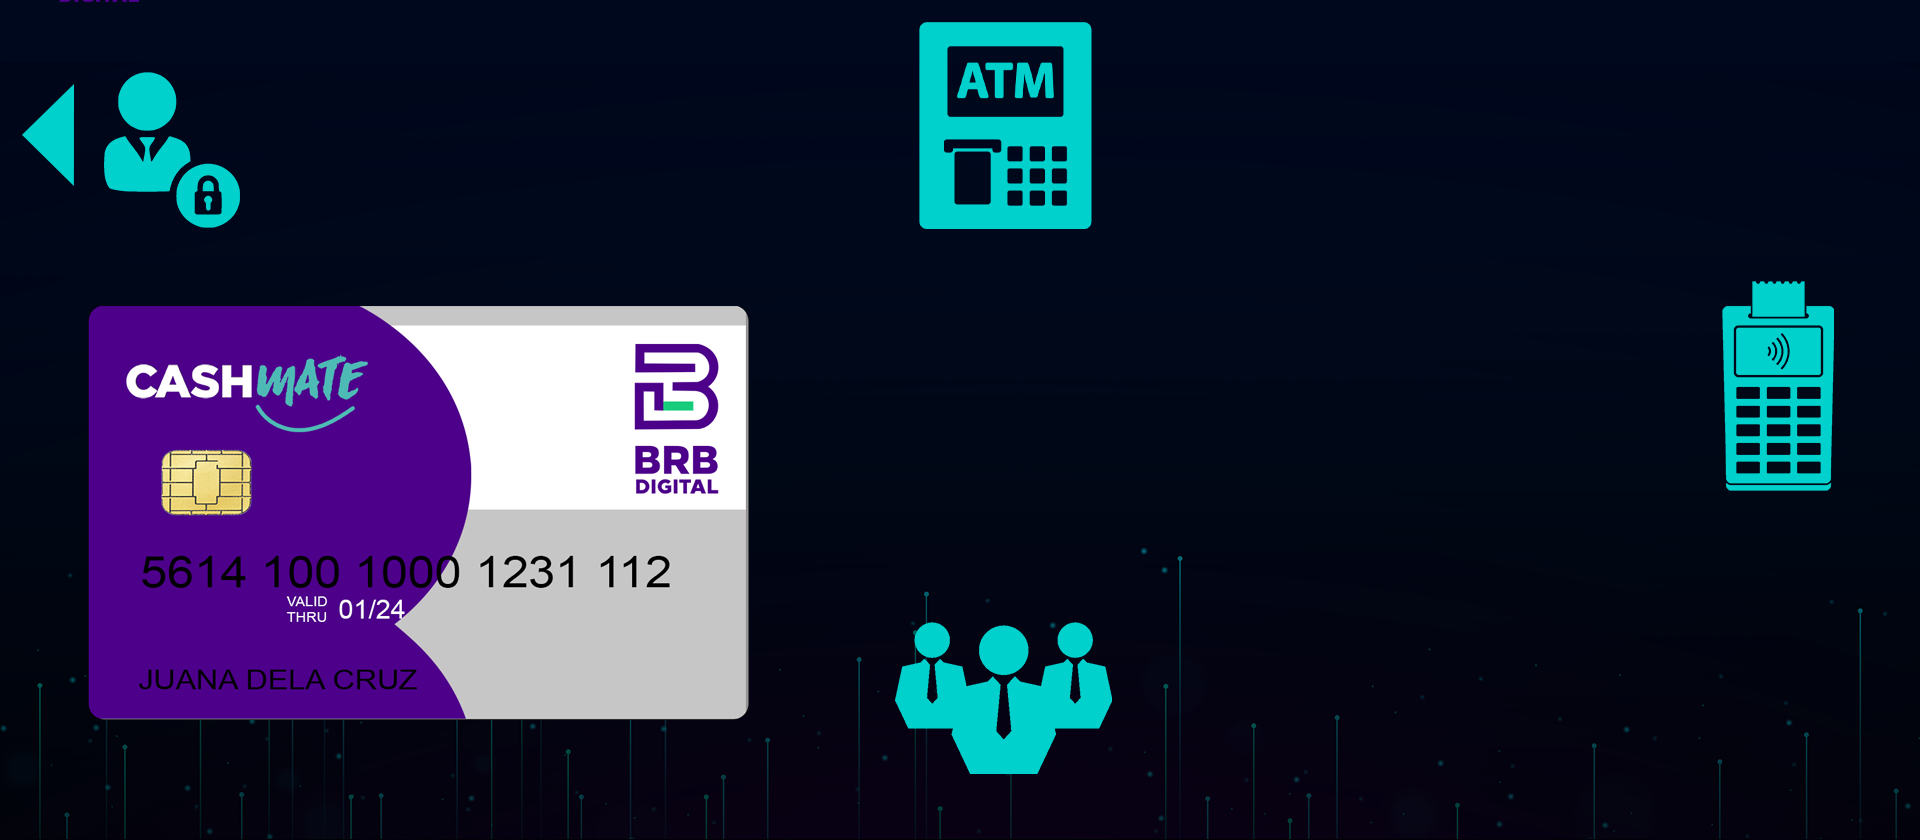 ATM
CASHMATE
BRB
DIGITAL
5614 100 1000 1231 112
VALID
THRU 01/24
JUANA DELA CRUZ